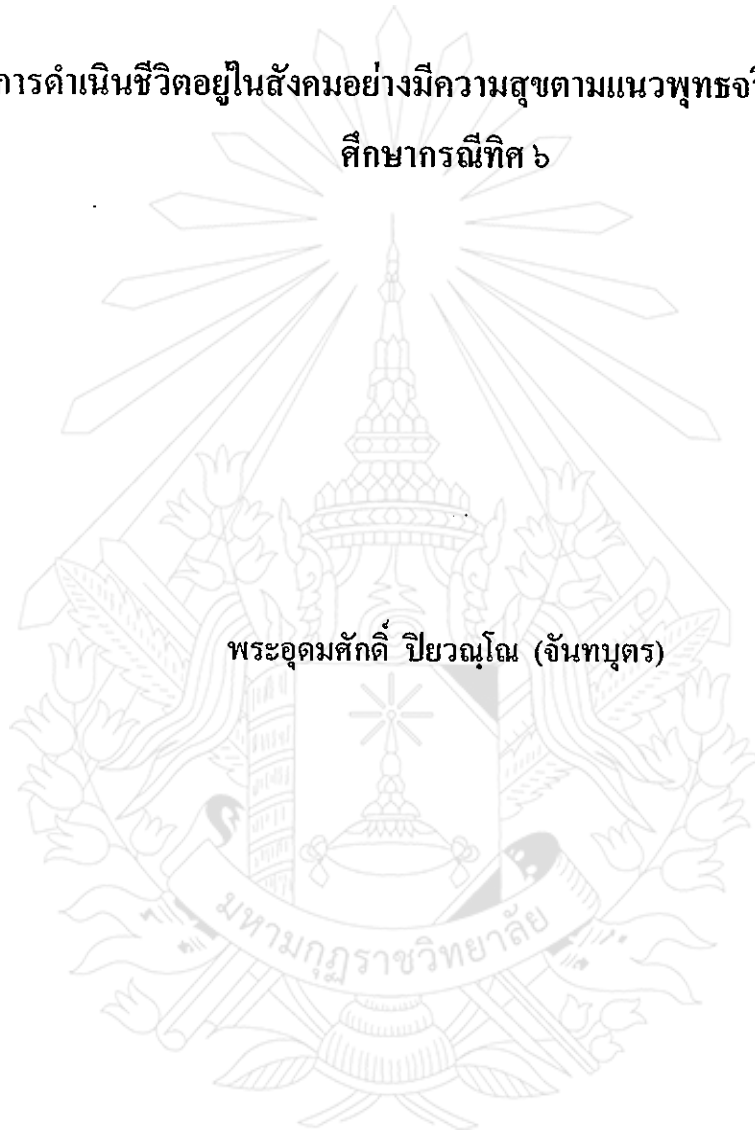 การดำเนินชีวิตอยู่ในสังคมอย่างมีความสุขตามแนวพุทธจ
ศึกษากรณีทิศ ๖
พระอุดมศักดิ์ ปิยวณฺโณ (จันทบุตร)
มหามกุฏราชวิทยาลัย